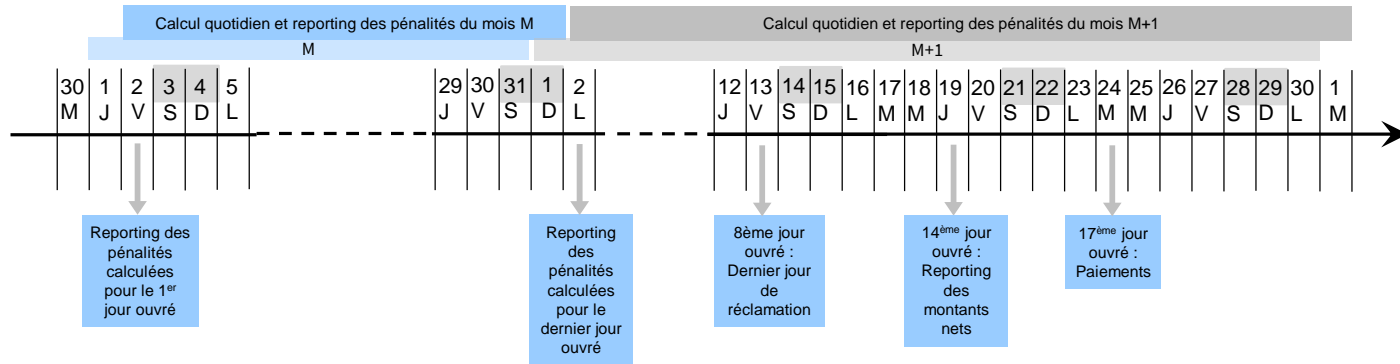 Calcul quotidien et reporting des pénalités du mois M
Calcul quotidien et reporting des pénalités du mois M+1
M
M+1
30 1 2 3 4 5 29 30 31 1 2 12 13 14 15 16 17 18 19 20 21 22 23 24 25 26 27 28 29 30 1
M J V S D L J V S D L J V S D L M M J V S D L M M J V S D L M
Reporting des
pénalités
calculées
pour le 1er
jour ouvré
Reporting
des
pénalités
calculées
pour le
dernier jour
ouvré
8ème jour
ouvré :
Dernier jour
de
réclamation
14ème jour
ouvré :
Reporting
des
montants
nets
17ème jour
ouvré :
Paiements